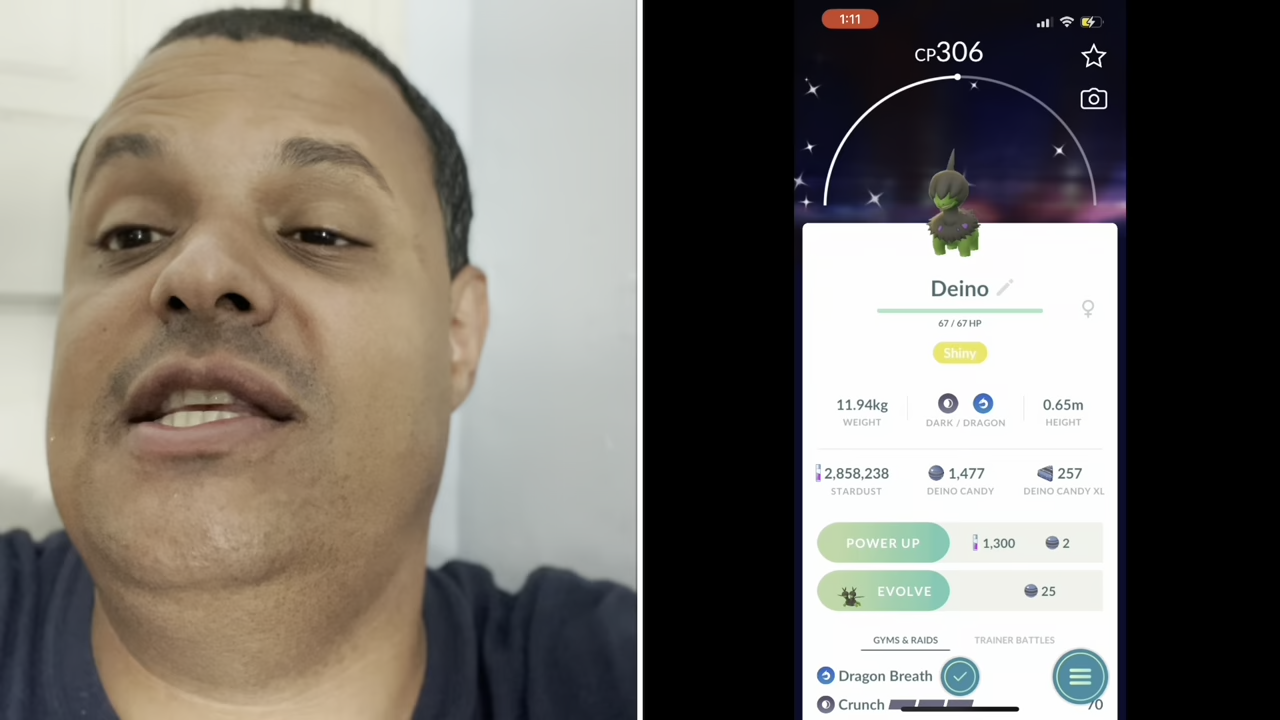 1:11
CP306
Deino
67 / 67 HP
Shiny
11.94kg
WEIGHT
DARK / DRAGON
0.65m
HEIGHT
2,858,238
STARDUST
1,477
DEINO CANDY
257
DEINO CANDY XL
POWER UP
1,300
2
EVOLVE
25
GYMS & RAIDS
TRAINER BATTLES
Dragon Breath
Crunch
70